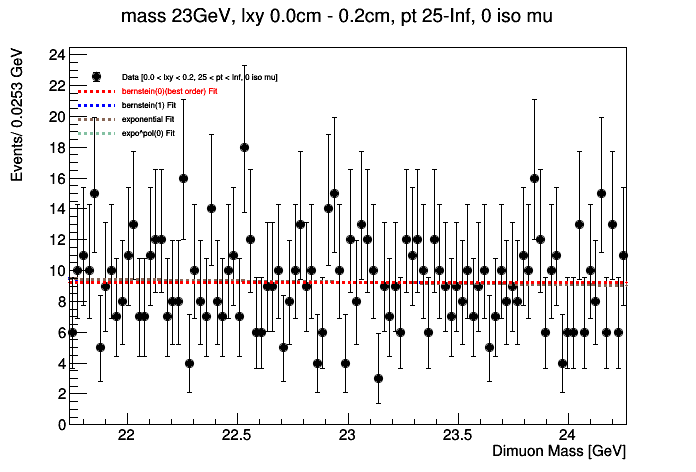 mass 23GeV, lxy 0.0cm - 0.2cm, pt 25-Inf, 0 iso mu
Events/ 0.0253 GeV
24
22
20
18
16
14
12
10
8
6
4
2
0
Data [0.0 < lxy < 0.2, 25 < pt < Inf, 0 iso mu]
bernstein(0)(best order) Fit
bernstein(1) Fit
exponential Fit
expo*pol(0) Fit
22
22.5
23
23.5
24
Dimuon Mass [GeV]